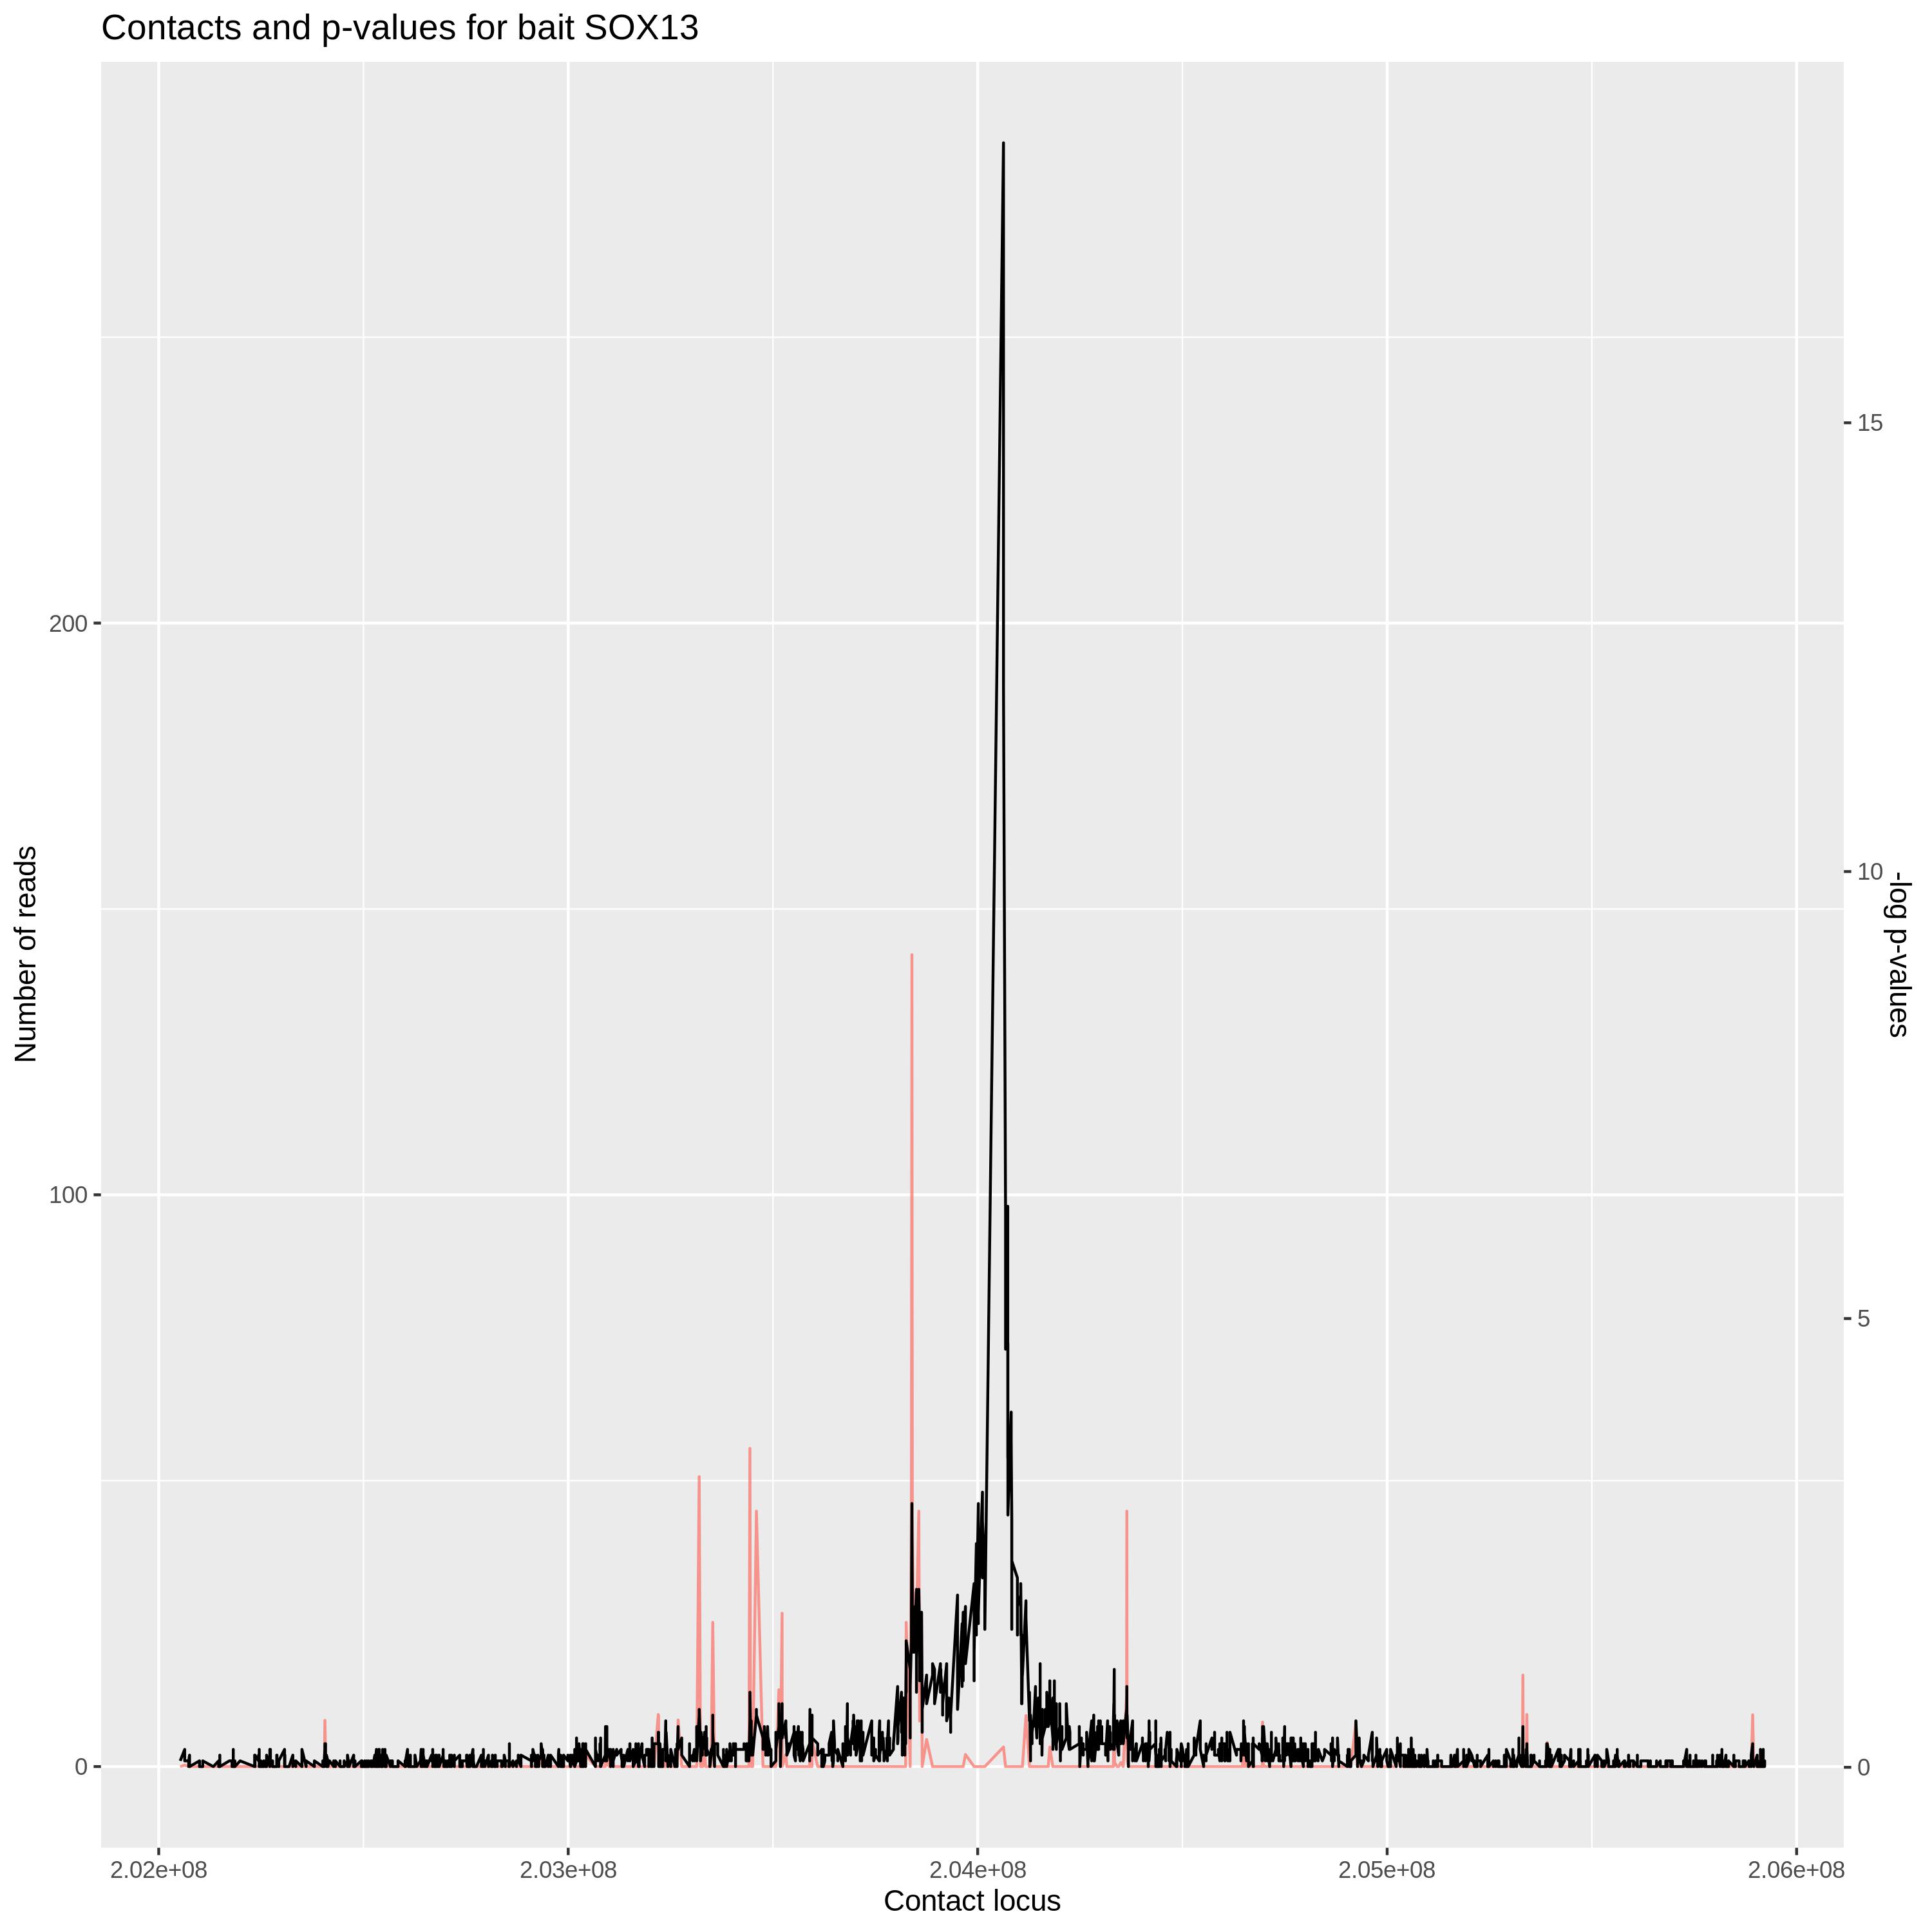 Contacts and p-values for bait SOX13
Number of reads
200
100
0
15
10
5
0
-log p-values
2.02e+08
2.03e+08
2.04e+08
2.05e+08
2.06e+08
Contact locus